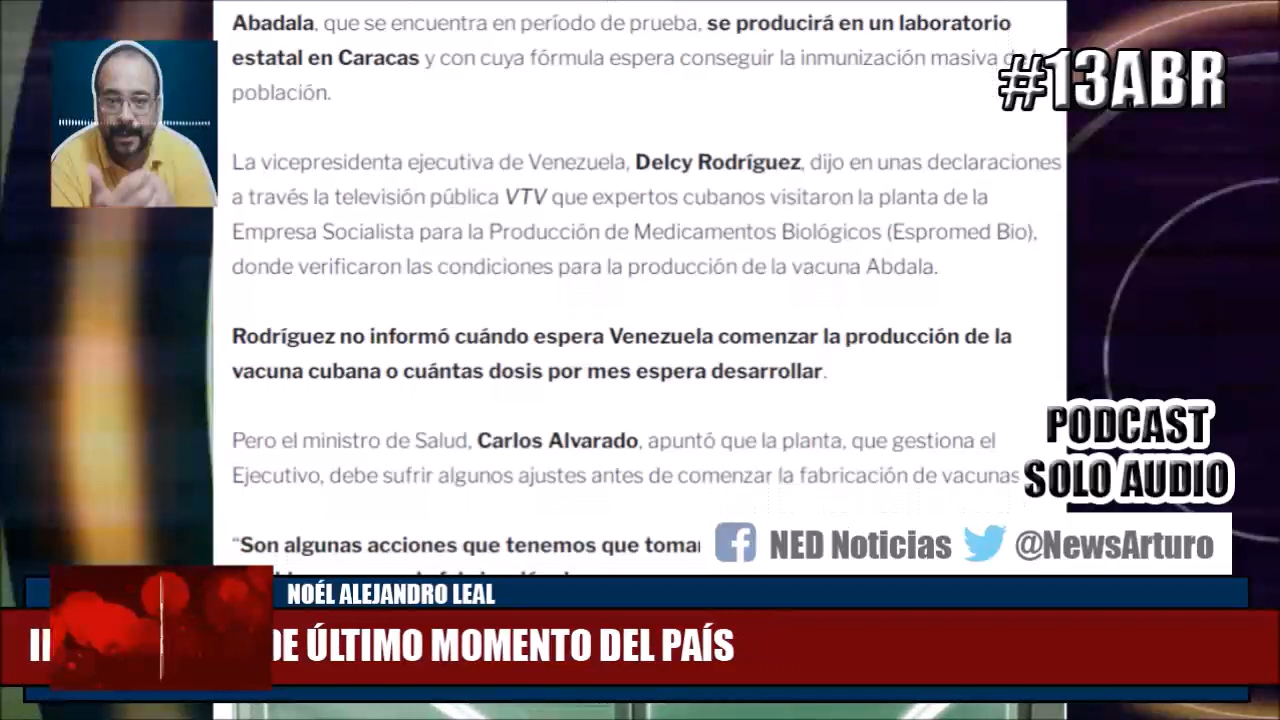 Abadala, que se encuentra en período de prueba, se producirá en un laboratorio
estatal en Caracas y con cuya fórmula espera conseguir la inmunización masiva
población.
#13ABR
La vicepresidenta ejecutiva de Venezuela, Delcy Rodríguez, dijo en unas declaraciones
a través la televisión pública VTV que expertos cubanos visitaron la planta de la
Empresa Socialista para la Producción de Medicamentos Biológicos (Espromed Bio),
donde verificaron las condiciones para la producción de la vacuna Abdala.
Rodríguez no informó cuándo espera Venezuela comenzar la producción de la
vacuna cubana o cuántas dosis por mes espera desarrollar.
Pero el ministro de Salud, Carlos Alvarado, apuntó que la planta, que gestiona el
Ejecutivo, debe sufrir algunos ajustes antes de comenzar la fabricación de vacunas
PODCAST
SOLO AUDIO
“Son algunas acciones que tenemos que tomar
NED Noticias @NewsArturo
NOÉL ALEJANDRO LEAL
DE ÚLTIMO MOMENTO DEL PAÍS